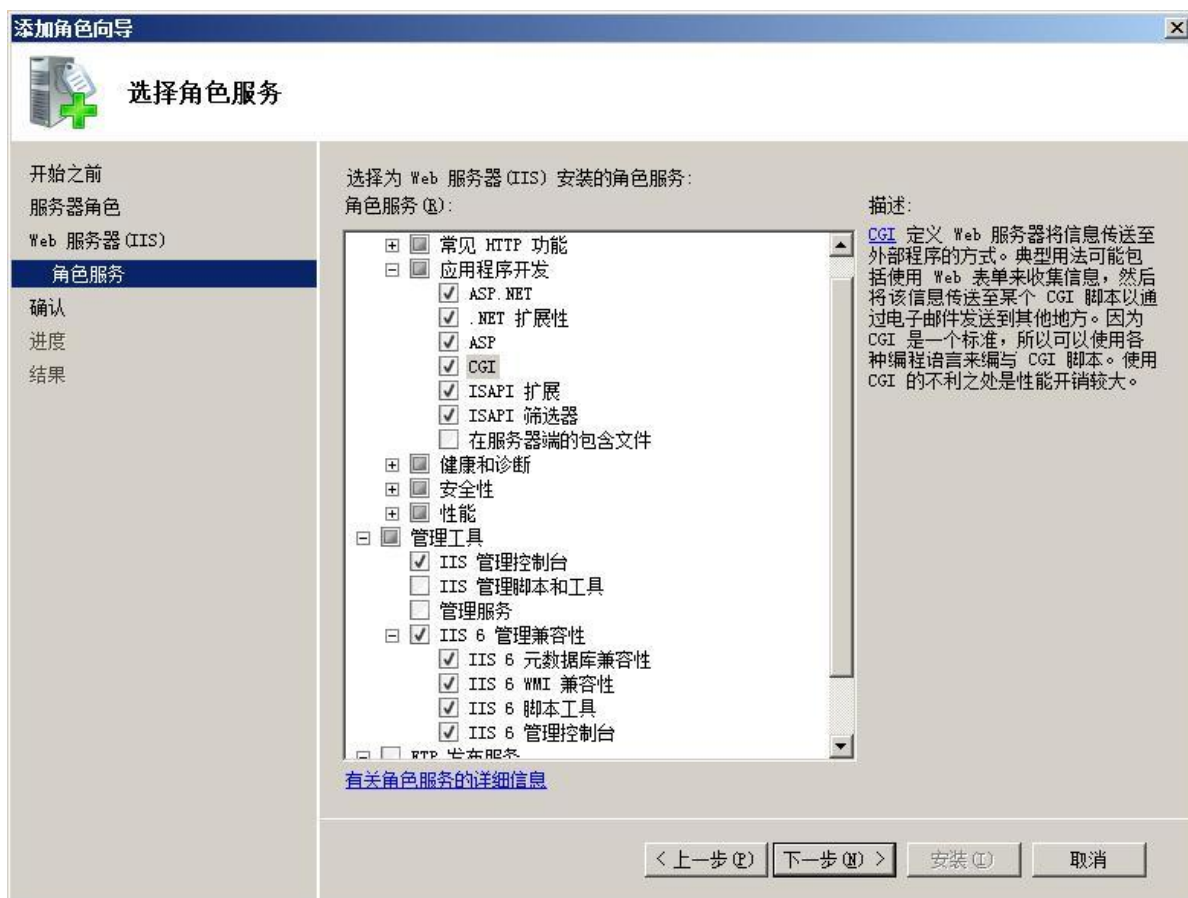 添加角色向导
选择角色服务
开始之前
服务器角色
Web 服务器(IIS)
角色服务
确认
进度
结果
选择为 Web 服务器(IIS) 安装的角色服务:
角色服务(R):
常见 HTTP 功能
应用程序开发
ASP.NET
.NET 扩展性
ASP
CGI
ISAPI 扩展
ISAPI 筛选器
在服务器端的包含文件
健康和诊断
安全性
性能
管理工具
IIS 管理控制台
IIS 管理脚本和工具
管理服务
IIS 6 管理兼容性
IIS 6 元数据库兼容性
IIS 6 WMI 兼容性
IIS 6 脚本工具
IIS 6 管理控制台
FTP 发布服务
有关角色服务的详细信息
描述:
CGI 定义 Web 服务器将信息传送至
外部程序的方式。典型用法可能包
括使用 Web 表单来收集信息，然后
将该信息传送至某个 CGI 脚本以通
过电子邮件发送到其他地方。因为
CGI 是一个标准，所以可以使用各
种编程语言来编写 CGI 脚本。使用
CGI 的不利之处是性能开销较大。
< 上一步(P)
下一步(N) >
安装(I)
取消